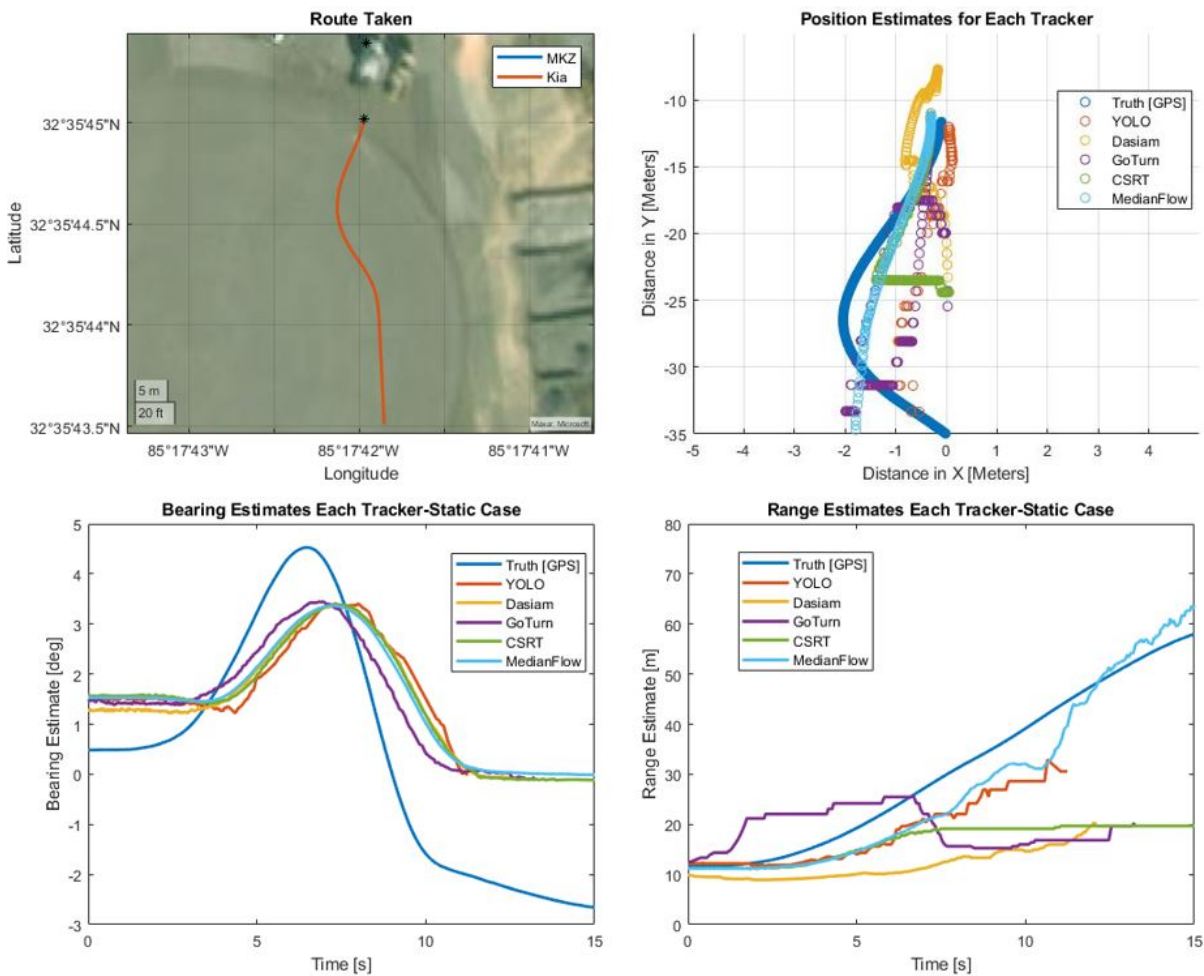 Route Taken
MKZ
Kia
32°35'45"N
32°35'44.5"N
32°35'44"N
32°35'43.5"N
Latitude
5 m
20 ft
Maxar, Microsoft
85°17'43"W
85°17'42"W
85°17'41"W
Longitude
Position Estimates for Each Tracker
Truth [GPS]
YOLO
Dasiam
GoTurn
CSRT
MedianFlow
-10
-15
-20
-25
-30
-35
Distance in Y [Meters]
-5 -4 -3 -2 -1 0 1 2 3 4
Distance in X [Meters]
Bearing Estimates Each Tracker-Static Case
Truth [GPS]
YOLO
Dasiam
GoTurn
CSRT
MedianFlow
5
4
3
2
1
0
-1
-2
-3
Bearing Estimate [deg]
0 5 10 15
Time [s]
Range Estimates Each Tracker-Static Case
Truth [GPS]
YOLO
Dasiam
GoTurn
CSRT
MedianFlow
80
70
60
50
40
30
20
10
0
Range Estimate [m]
0 5 10 15
Time [s]